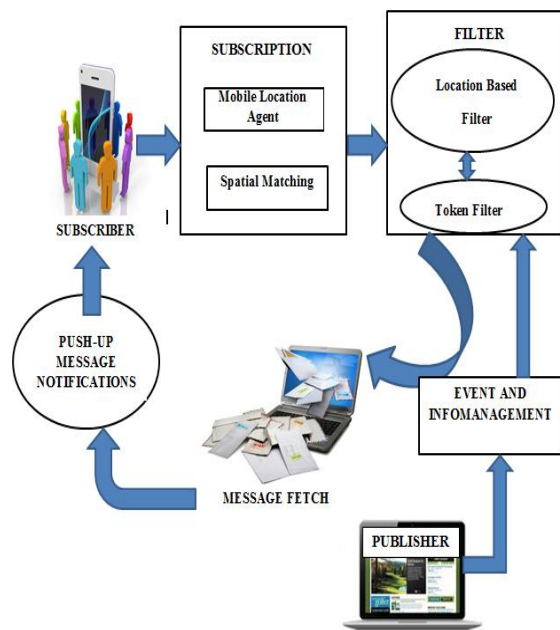 SUBSCRIPTION
Mobile Location
Agent
Spatial Matching
FILTER
Location Based
Filter
Token Filter
SUBSCRIBER
PUSH-UP
MESSAGE
NOTIFICATIONS
MESSAGE FETCH
EVENT AND
INFOMANAGEMENT
PUBLISHER